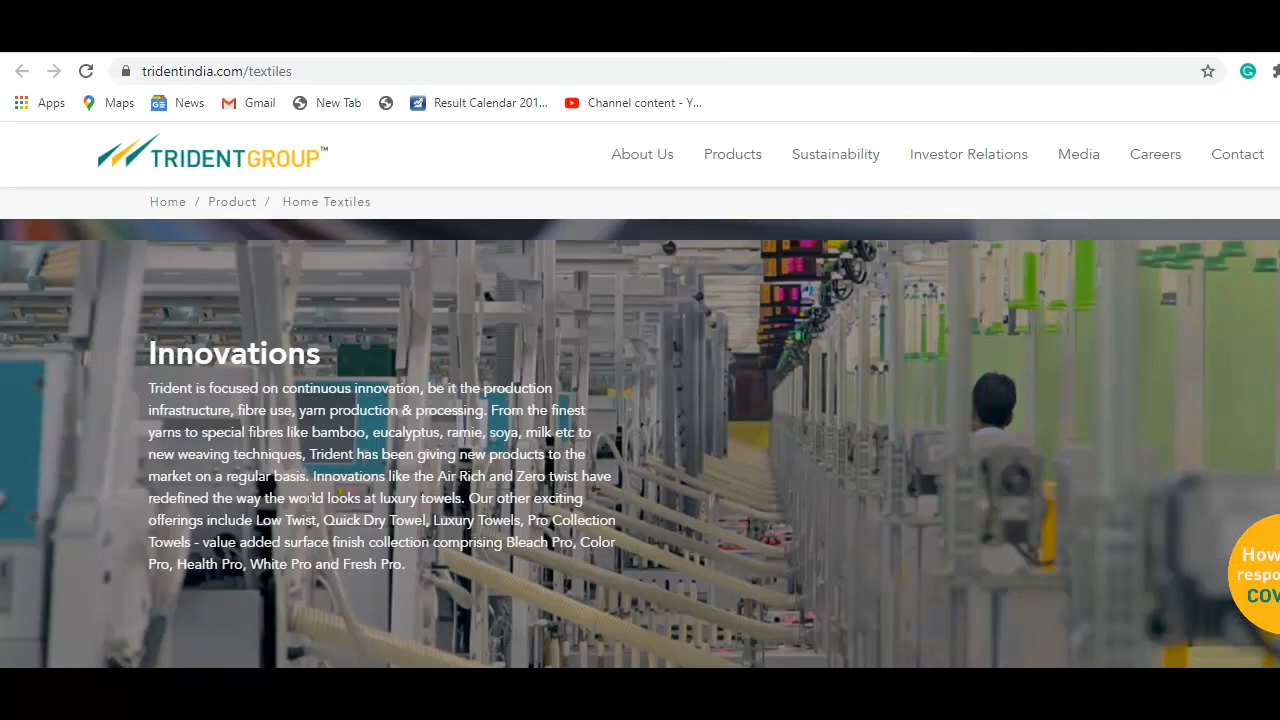 tridentindia.com/textiles
Apps Maps News Gmail New Tab Result Calendar 201... Channel content - Y...
TRIDENTGROUP™
About Us Products Sustainability Investor Relations Media Careers Contact
Home / Product / Home Textiles
Innovations
Trident is focused on continuous innovation, be it the production
infrastructure, fibre use, yarn production & processing. From the finest
yarns to special fibres like bamboo, eucalyptus, ramie, soya, milk etc to
new weaving techniques, Trident has been giving new products to the
market on a regular basis. Innovations like the Air Rich and Zero twist have
redefined the way the world looks at luxury towels. Our other exciting
offerings include Low Twist, Quick Dry Towel, Luxury Towels, Pro Collection
Towels - value added surface finish collection comprising Bleach Pro, Color
Pro, Health Pro, White Pro and Fresh Pro.
How
respo
COV